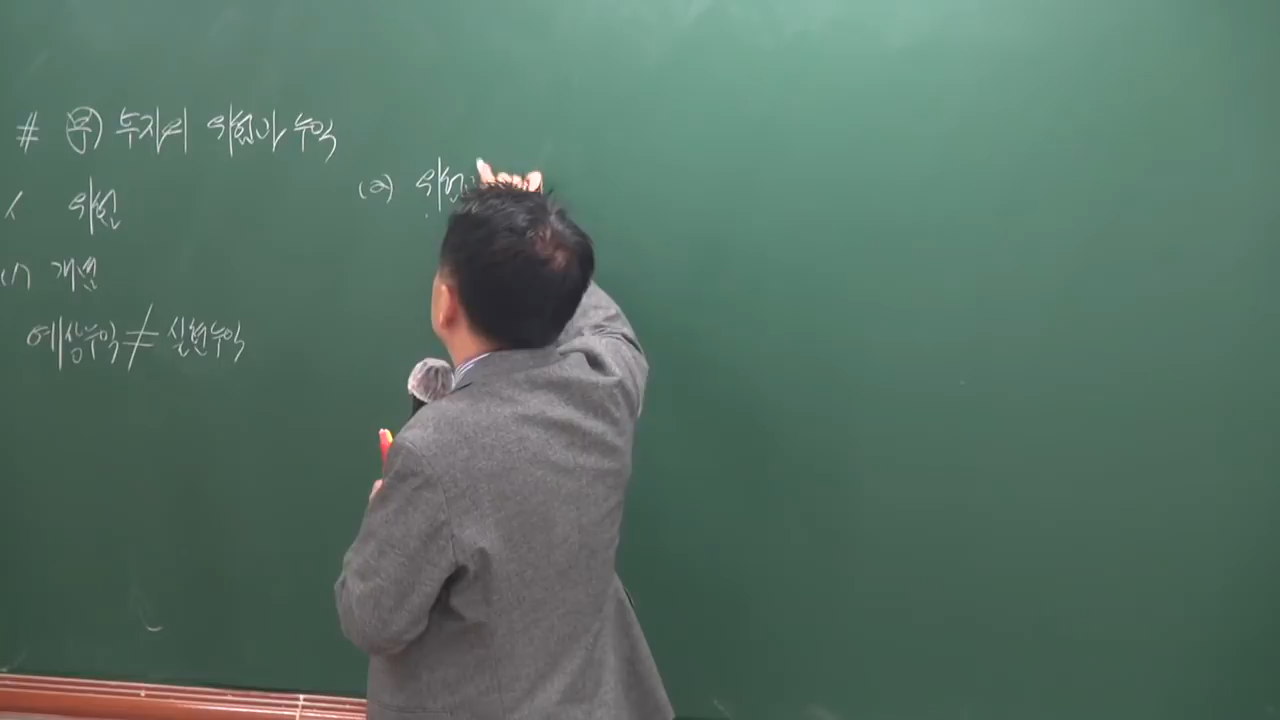 # (부) 투자의 위험과 수익
1. 위험
(1) 개념
예상수익 ≠ 실현수익
(2) 위험